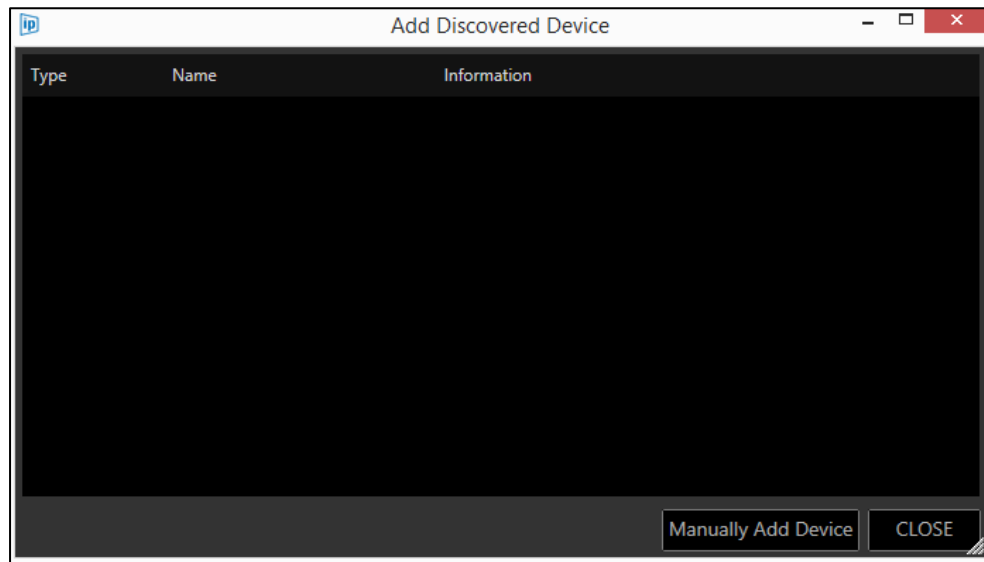 ip
Add Discovered Device
Type Name Information
Manually Add Device CLOSE